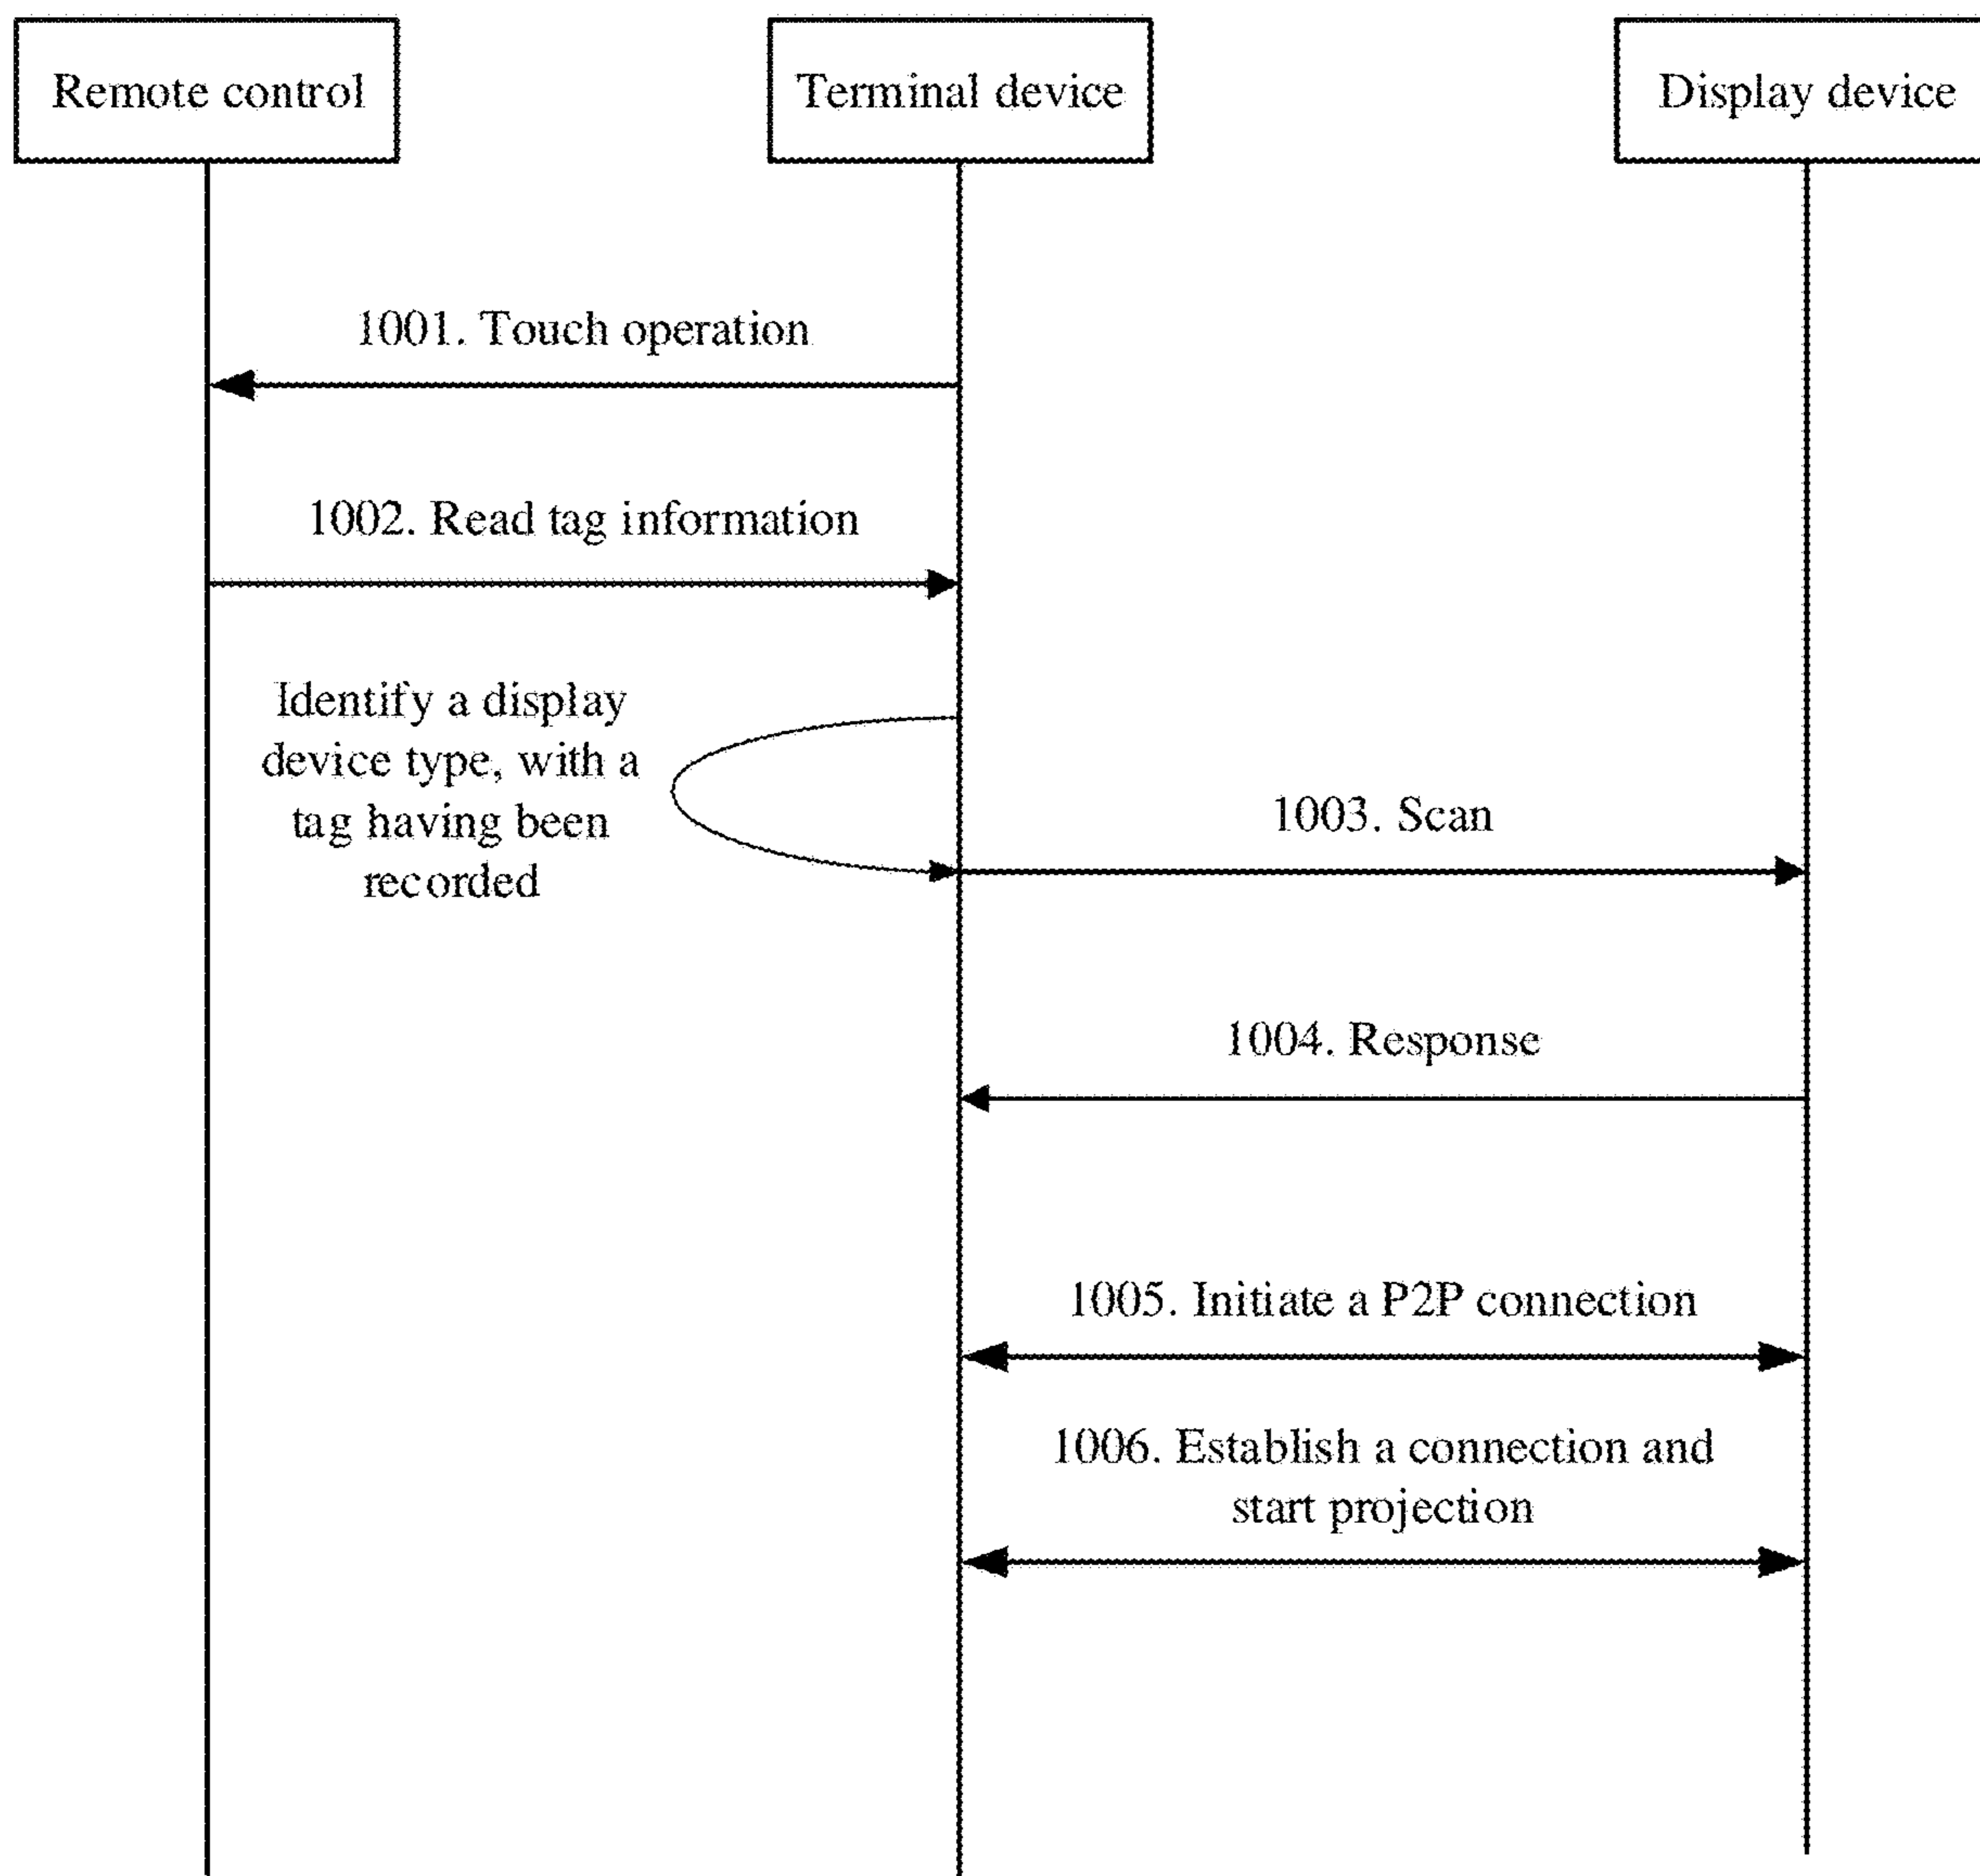 Remote control
Terminal device
Display device
1001. Touch operation
1002. Read tag information
Identify a display
device type, with a
tag having been
recorded
1003. Scan
1004. Response
1005. Initiate a P2P connection
1006. Establish a connection and
start projection